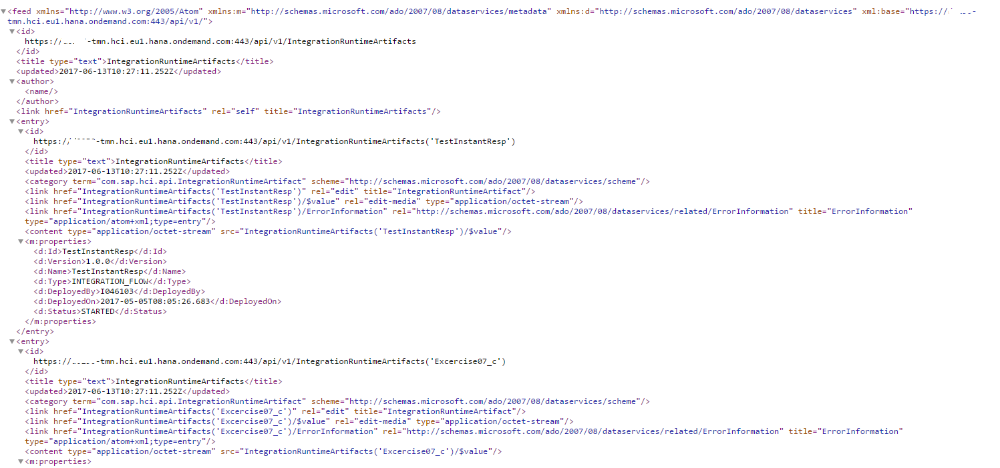 <feed xmlns="http://www.w3.org/2005/Atom" xmlns:m="http://schemas.microsoft.com/ado/2007/08/dataservices/metadata" xmlns:d="http://schemas.microsoft.com/ado/2007/08/dataservices" xml:base="https://
tmn.hci.eu1.hana.ondemand.com:443/api/v1/">
<id>
https:// -tmn.hci.eu1.hana.ondemand.com:443/api/v1/IntegrationRuntimeArtifacts
</id>
<title type="text">IntegrationRuntimeArtifacts</title>
<updated>2017-06-13T10:27:11.252Z</updated>
<author>
<name/>
</author>
<link href="IntegrationRuntimeArtifacts" rel="self" title="IntegrationRuntimeArtifacts"/>
<entry>
<id>
https:/ -tmn.hci.eu1.hana.ondemand.com:443/api/v1/IntegrationRuntimeArtifacts('TestInstantResp')
</id>
<title type="text">IntegrationRuntimeArtifacts</title>
<updated>2017-06-13T10:27:11.252Z</updated>
<category term="com.sap.hci.api.IntegrationRuntimeArtifact" scheme="http://schemas.microsoft.com/ado/2007/08/dataservices/scheme"/>
<link href="IntegrationRuntimeArtifacts('TestInstantResp')" rel="edit" title="IntegrationRuntimeArtifact"/>
<link href="IntegrationRuntimeArtifacts('TestInstantResp')/$value" rel="edit-media" type="application/octet-stream"/>
<link href="IntegrationRuntimeArtifacts('TestInstantResp')/ErrorInformation" rel="http://schemas.microsoft.com/ado/2007/08/dataservices/related/ErrorInformation" title="ErrorInformation"
type="application/atom+xml;type=entry"/>
<content type="application/octet-stream" src="IntegrationRuntimeArtifacts('TestInstantResp')/$value"/>
<m:properties>
<d:Id>TestInstantResp</d:Id>
<d:Version>1.0.0</d:Version>
<d:Name>TestInstantResp</d:Name>
<d:Type>INTEGRATION_FLOW</d:Type>
<d:DeployedBy>I046103</d:DeployedBy>
<d:DeployedOn>2017-05-05T08:05:26.683</d:DeployedOn>
<d:Status>STARTED</d:Status>
</m:properties>
</entry>
<entry>
<id>
https:// -tmn.hci.eu1.hana.ondemand.com:443/api/v1/IntegrationRuntimeArtifacts('Excercise07_c')
</id>
<title type="text">IntegrationRuntimeArtifacts</title>
<updated>2017-06-13T10:27:11.252Z</updated>
<category term="com.sap.hci.api.IntegrationRuntimeArtifact" scheme="http://schemas.microsoft.com/ado/2007/08/dataservices/scheme"/>
<link href="IntegrationRuntimeArtifacts('Excercise07_c')" rel="edit" title="IntegrationRuntimeArtifact"/>
<link href="IntegrationRuntimeArtifacts('Excercise07_c')/$value" rel="edit-media" type="application/octet-stream"/>
<link href="IntegrationRuntimeArtifacts('Excercise07_c')/ErrorInformation" rel="http://schemas.microsoft.com/ado/2007/08/dataservices/related/ErrorInformation" title="ErrorInformation"
type="application/atom+xml;type=entry"/>
<content type="application/octet-stream" src="IntegrationRuntimeArtifacts('Excercise07_c')/$value"/>
<m:properties>